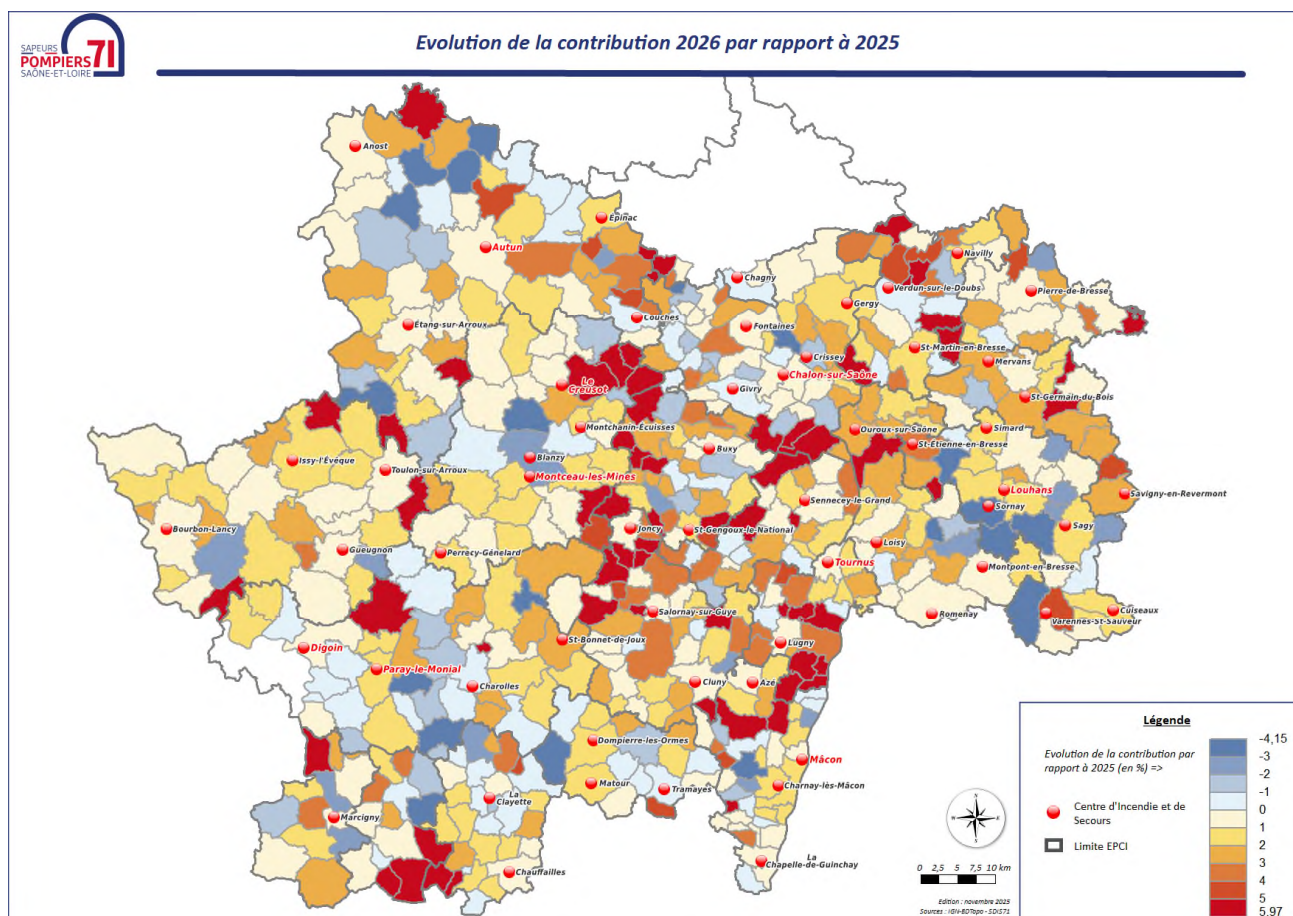 SAPEURS
POMPIERS 71
SAÔNE-ET-LOIRE
Evolution de la contribution 2026 par rapport à 2025
Anost
Épinac
Autun
Navilly
Chagny
Verdun-sur-le-Doubs
Pierre-de-Bresse
Gergy
Couches
Étang-sur-Arroux
Fontaines
St-Martin-en-Bresse
Crissey
Mervans
Chalon-sur-Saône
Le
Creusot
Givry
St-Germain-du-Bois
Montchanin-Écuisses
Ouroux-sur-Saône
Simard
St-Étienne-en-Bresse
Buxy
Blanzy
Issy-l'Évêque
Toulon-sur-Arroux
Montceau-les-Mines
Louhans
Savigny-en-Revermont
Sennecey-le-Grand
Sornay
Bourbon-Lancy
Joncy
St-Gengoux-le-National
Sagy
Gueugnon
Perrecy-Génelard
Loisy
Tournus
Montpont-en-Bresse
Salornay-sur-Guye
Romenay
Cuiseaux
Varennes-St-Sauveur
St-Bonnet-de-Joux
Lugny
Digoin
Paray-le-Monial
Charolles
Cluny
Azé
Dompierre-les-Ormes
Mâcon
Matour
Tramayes
Charnay-lès-Mâcon
La
Clayette
Marcigny
La
Chapelle-de-Guinchay
Chauffailles
N
E
S
0 2,5 5 7,5 10 km
Edition : novembre 2025
Sources : IGN-BDTopo - SDIS71
Légende
Evolution de la contribution par
rapport à 2025 (en %) =>
Centre d'Incendie et de
Secours
Limite EPCI
-4,15
-3
-2
-1
0
1
2
3
4
5
5,97